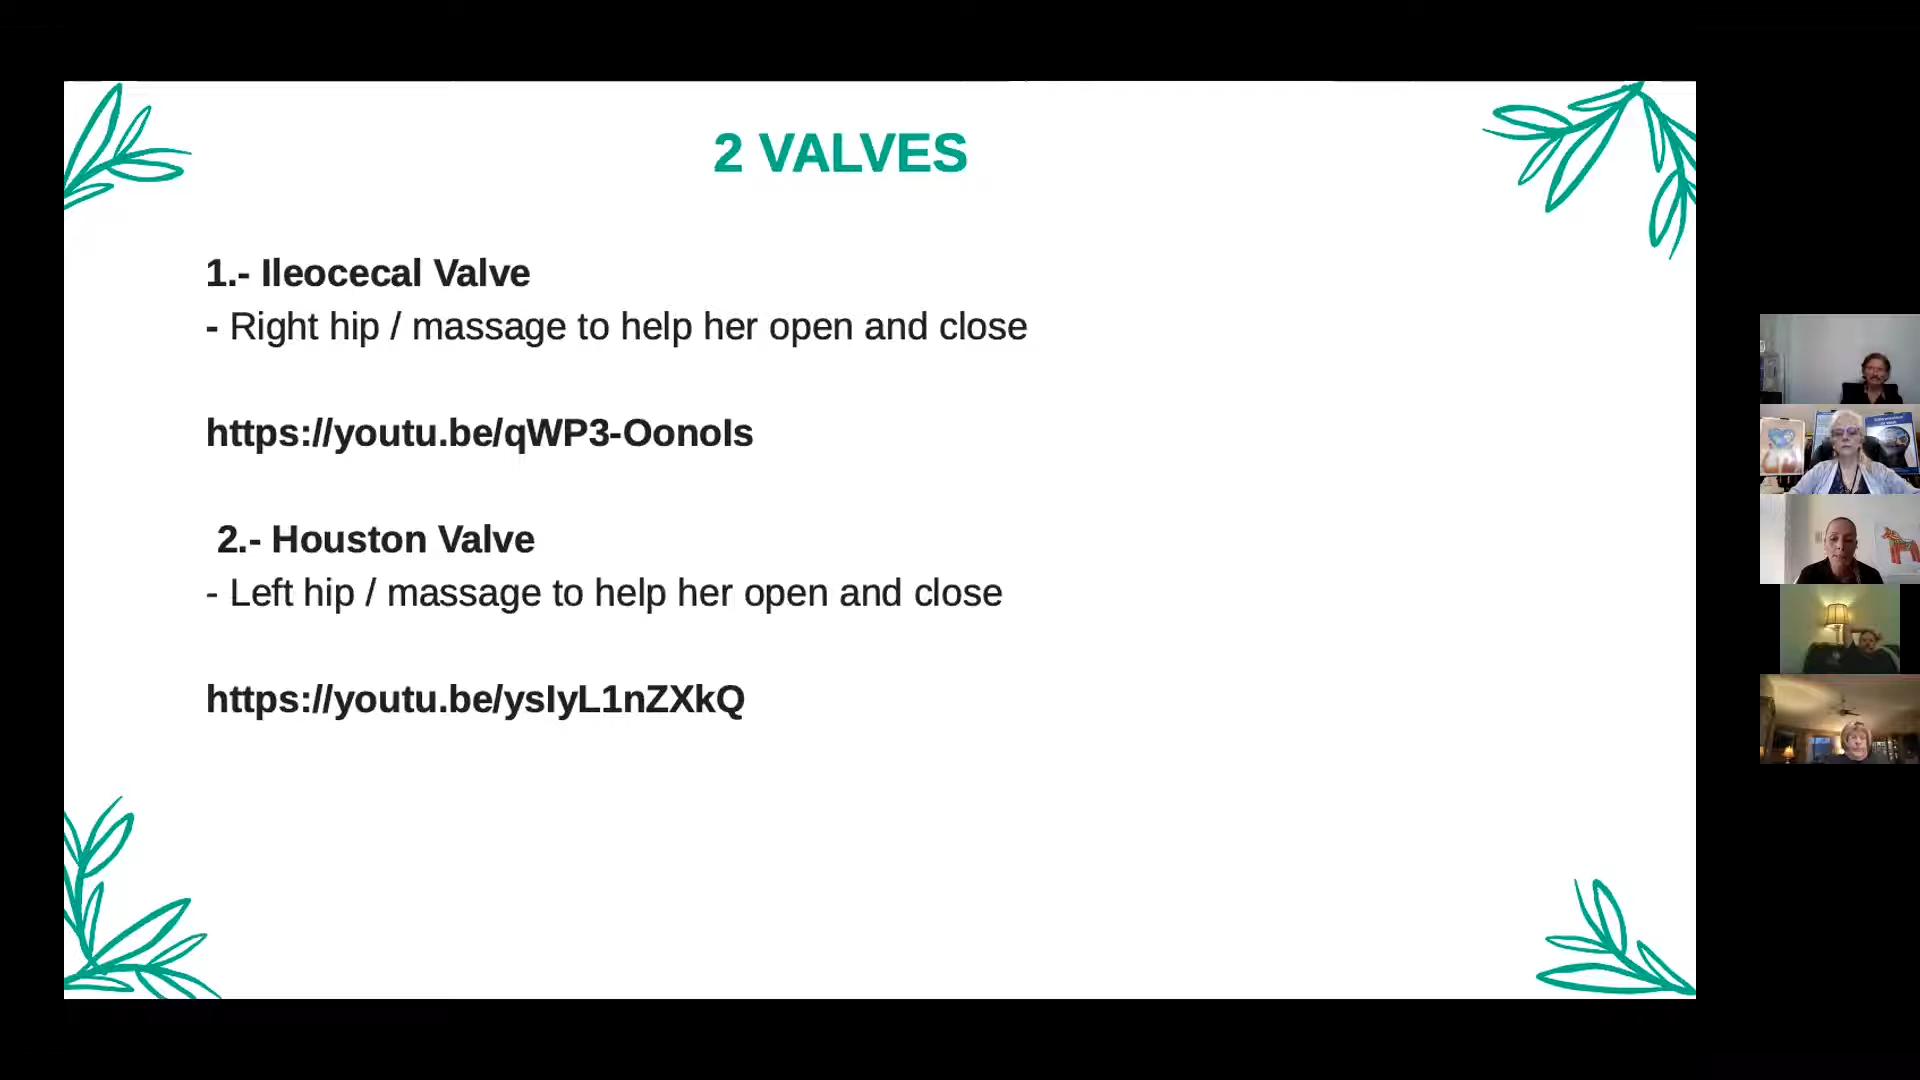 2 VALVES
1.- Ileocecal Valve
- Right hip / massage to help her open and close
https://youtu.be/qWP3-OonoIs
2.- Houston Valve
- Left hip / massage to help her open and close
https://youtu.be/ysIyL1nZXkQ